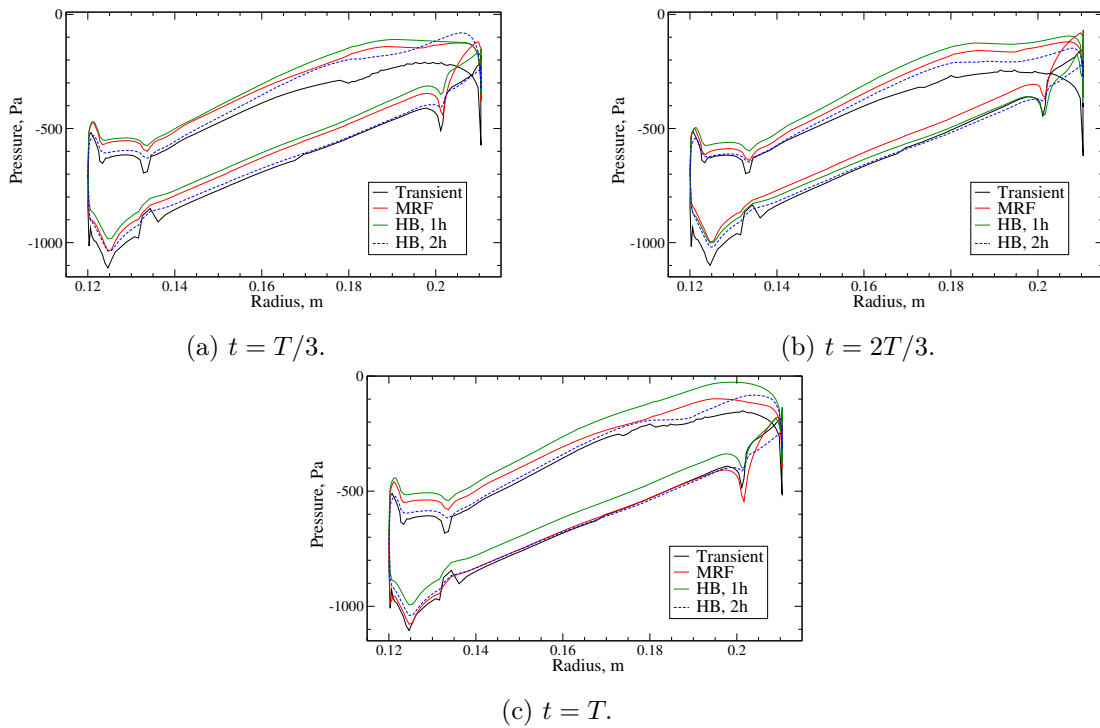 0
-500
-1000
Pressure, Pa
0.12 0.14 0.16 0.18 0.2
Radius, m
Transient
MRF
HB, 1h
HB, 2h
(a) t = T/3.
0
-500
-1000
Pressure, Pa
0.12 0.14 0.16 0.18 0.2
Radius, m
Transient
MRF
HB, 1h
HB, 2h
(b) t = 2T/3.
0
-500
-1000
Pressure, Pa
0.12 0.14 0.16 0.18 0.2
Radius, m
Transient
MRF
HB, 1h
HB, 2h
(c) t = T.